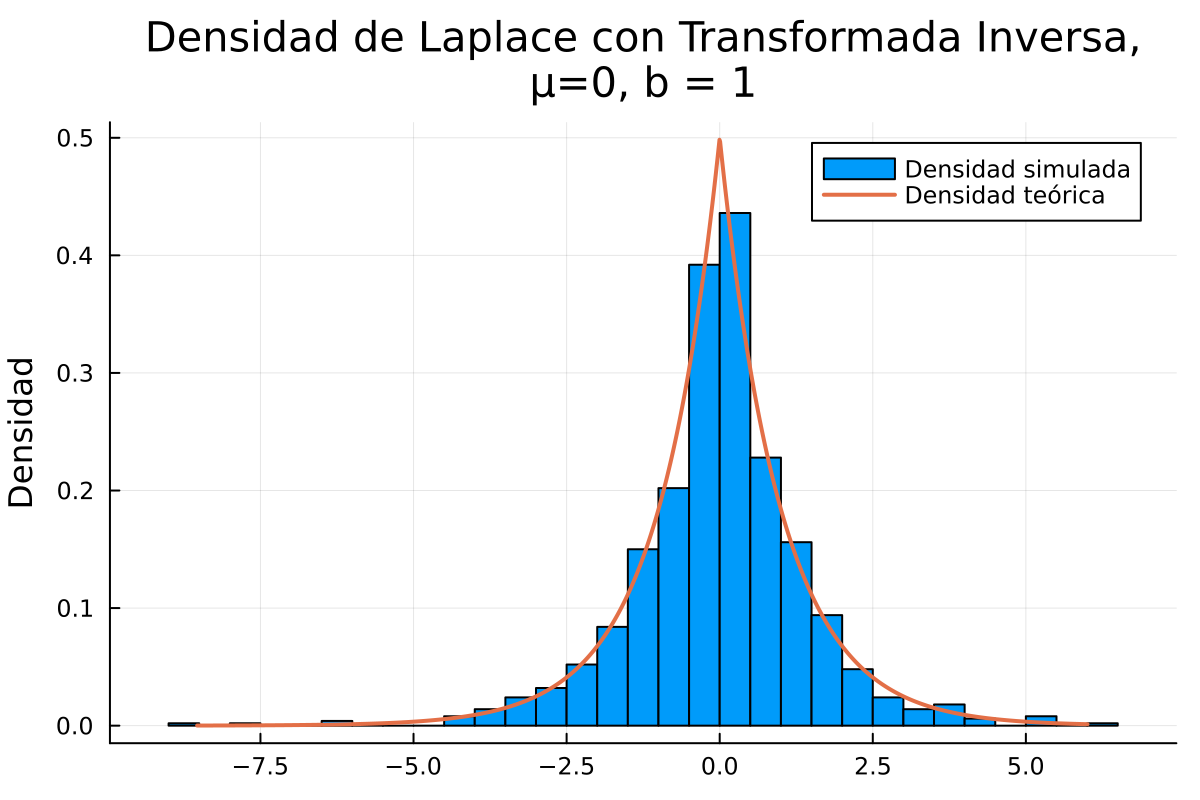 Densidad de Laplace con Transformada Inversa,
μ=0, b = 1
Densidad
0.5
0.4
0.3
0.2
0.1
0.0
Densidad simulada
Densidad teórica
−7.5
−5.0
−2.5
0.0
2.5
5.0